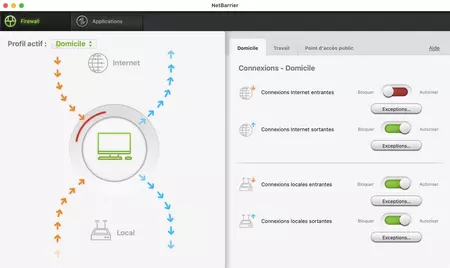 NetBarrier
Firewall
Applications
Profil actif : Domicile
Internet
Local
Domicile
Travail
Point d'accès public
Aide
Connexions - Domicile
Connexions Internet entrantes
Bloquer
Autoriser
Exceptions...
Connexions Internet sortantes
Bloquer
Autoriser
Exceptions...
Connexions locales entrantes
Bloquer
Autoriser
Exceptions...
Connexions locales sortantes
Bloquer
Autoriser
Exceptions...